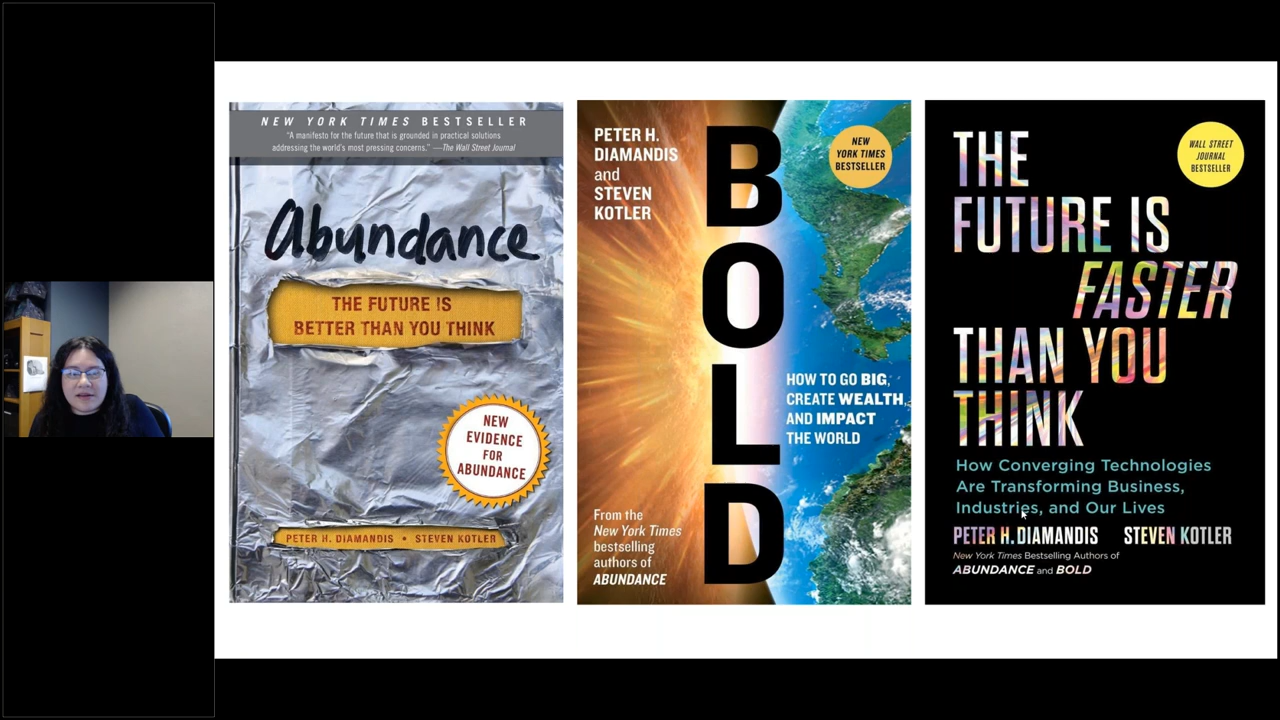 NEW YORK TIMES BESTSELLER
"A manifesto for the future that is grounded in practical solutions
addressing the world's most pressing concerns." —The Wall Street Journal
Abundance
THE FUTURE IS
BETTER THAN YOU THINK
NEW
EVIDENCE
FOR
ABUNDANCE
PETER H. DIAMANDIS • STEVEN KOTLER
PETER H.
DIAMANDIS
and
STEVEN
KOTLER
BOLD
NEW
YORK TIMES
BESTSELLER
HOW TO GO BIG,
CREATE WEALTH,
AND IMPACT
THE WORLD
From the
New York Times
bestselling
authors of
ABUNDANCE
WALL STREET
JOURNAL
BESTSELLER
THE
FUTURE IS
FASTER
THAN YOU
THINK
How Converging Technologies
Are Transforming Business,
Industries, and Our Lives
PETER H. DIAMANDIS STEVEN KOTLER
New York Times Bestselling Authors of
ABUNDANCE and BOLD